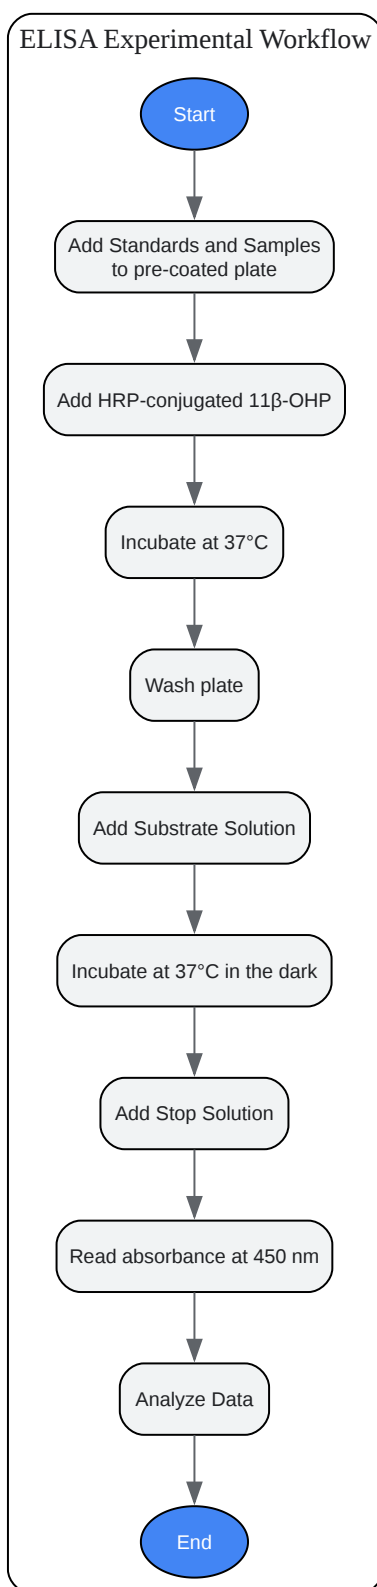 ELISA Experimental Workflow
Start
Add Standards and Samples
to pre-coated plate
Add HRP-conjugated 11β-OHP
Incubate at 37°C
Wash plate
Add Substrate Solution
Incubate at 37°C in the dark
Add Stop Solution
Read absorbance at 450 nm
Analyze Data
End